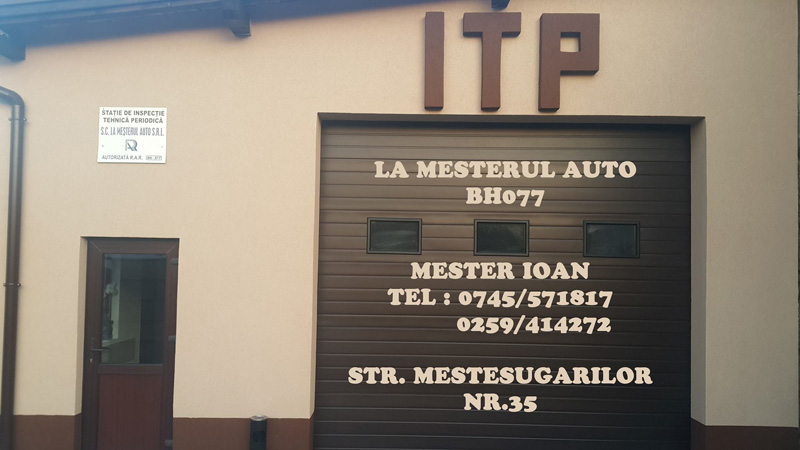 ITP
STAȚIE DE INSPECȚIE
TEHNICĂ PERIODICĂ
S.C. LA MEȘTERUL AUTO S.R.L.
AUTORIZATĂ R.A.R.
LA MESTERUL AUTO
BH077
MESTER IOAN
TEL : 0745/571817
0259/414272
STR. MESTESUGARILOR
NR.35